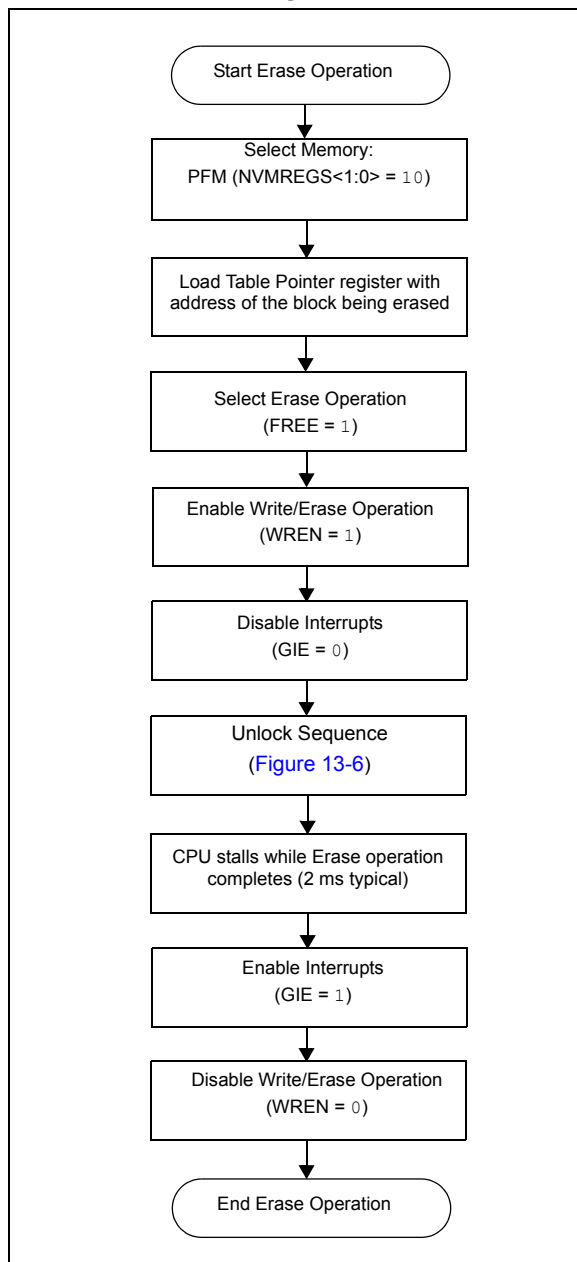 Start Erase Operation
Select Memory:
PFM (NVMREGS<1:0> = 10)
Load Table Pointer register with
address of the block being erased
Select Erase Operation
(FREE = 1)
Enable Write/Erase Operation
(WREN = 1)
Disable Interrupts
(GIE = 0)
Unlock Sequence
(Figure 13-6)
CPU stalls while Erase operation
completes (2 ms typical)
Enable Interrupts
(GIE = 1)
Disable Write/Erase Operation
(WREN = 0)
End Erase Operation